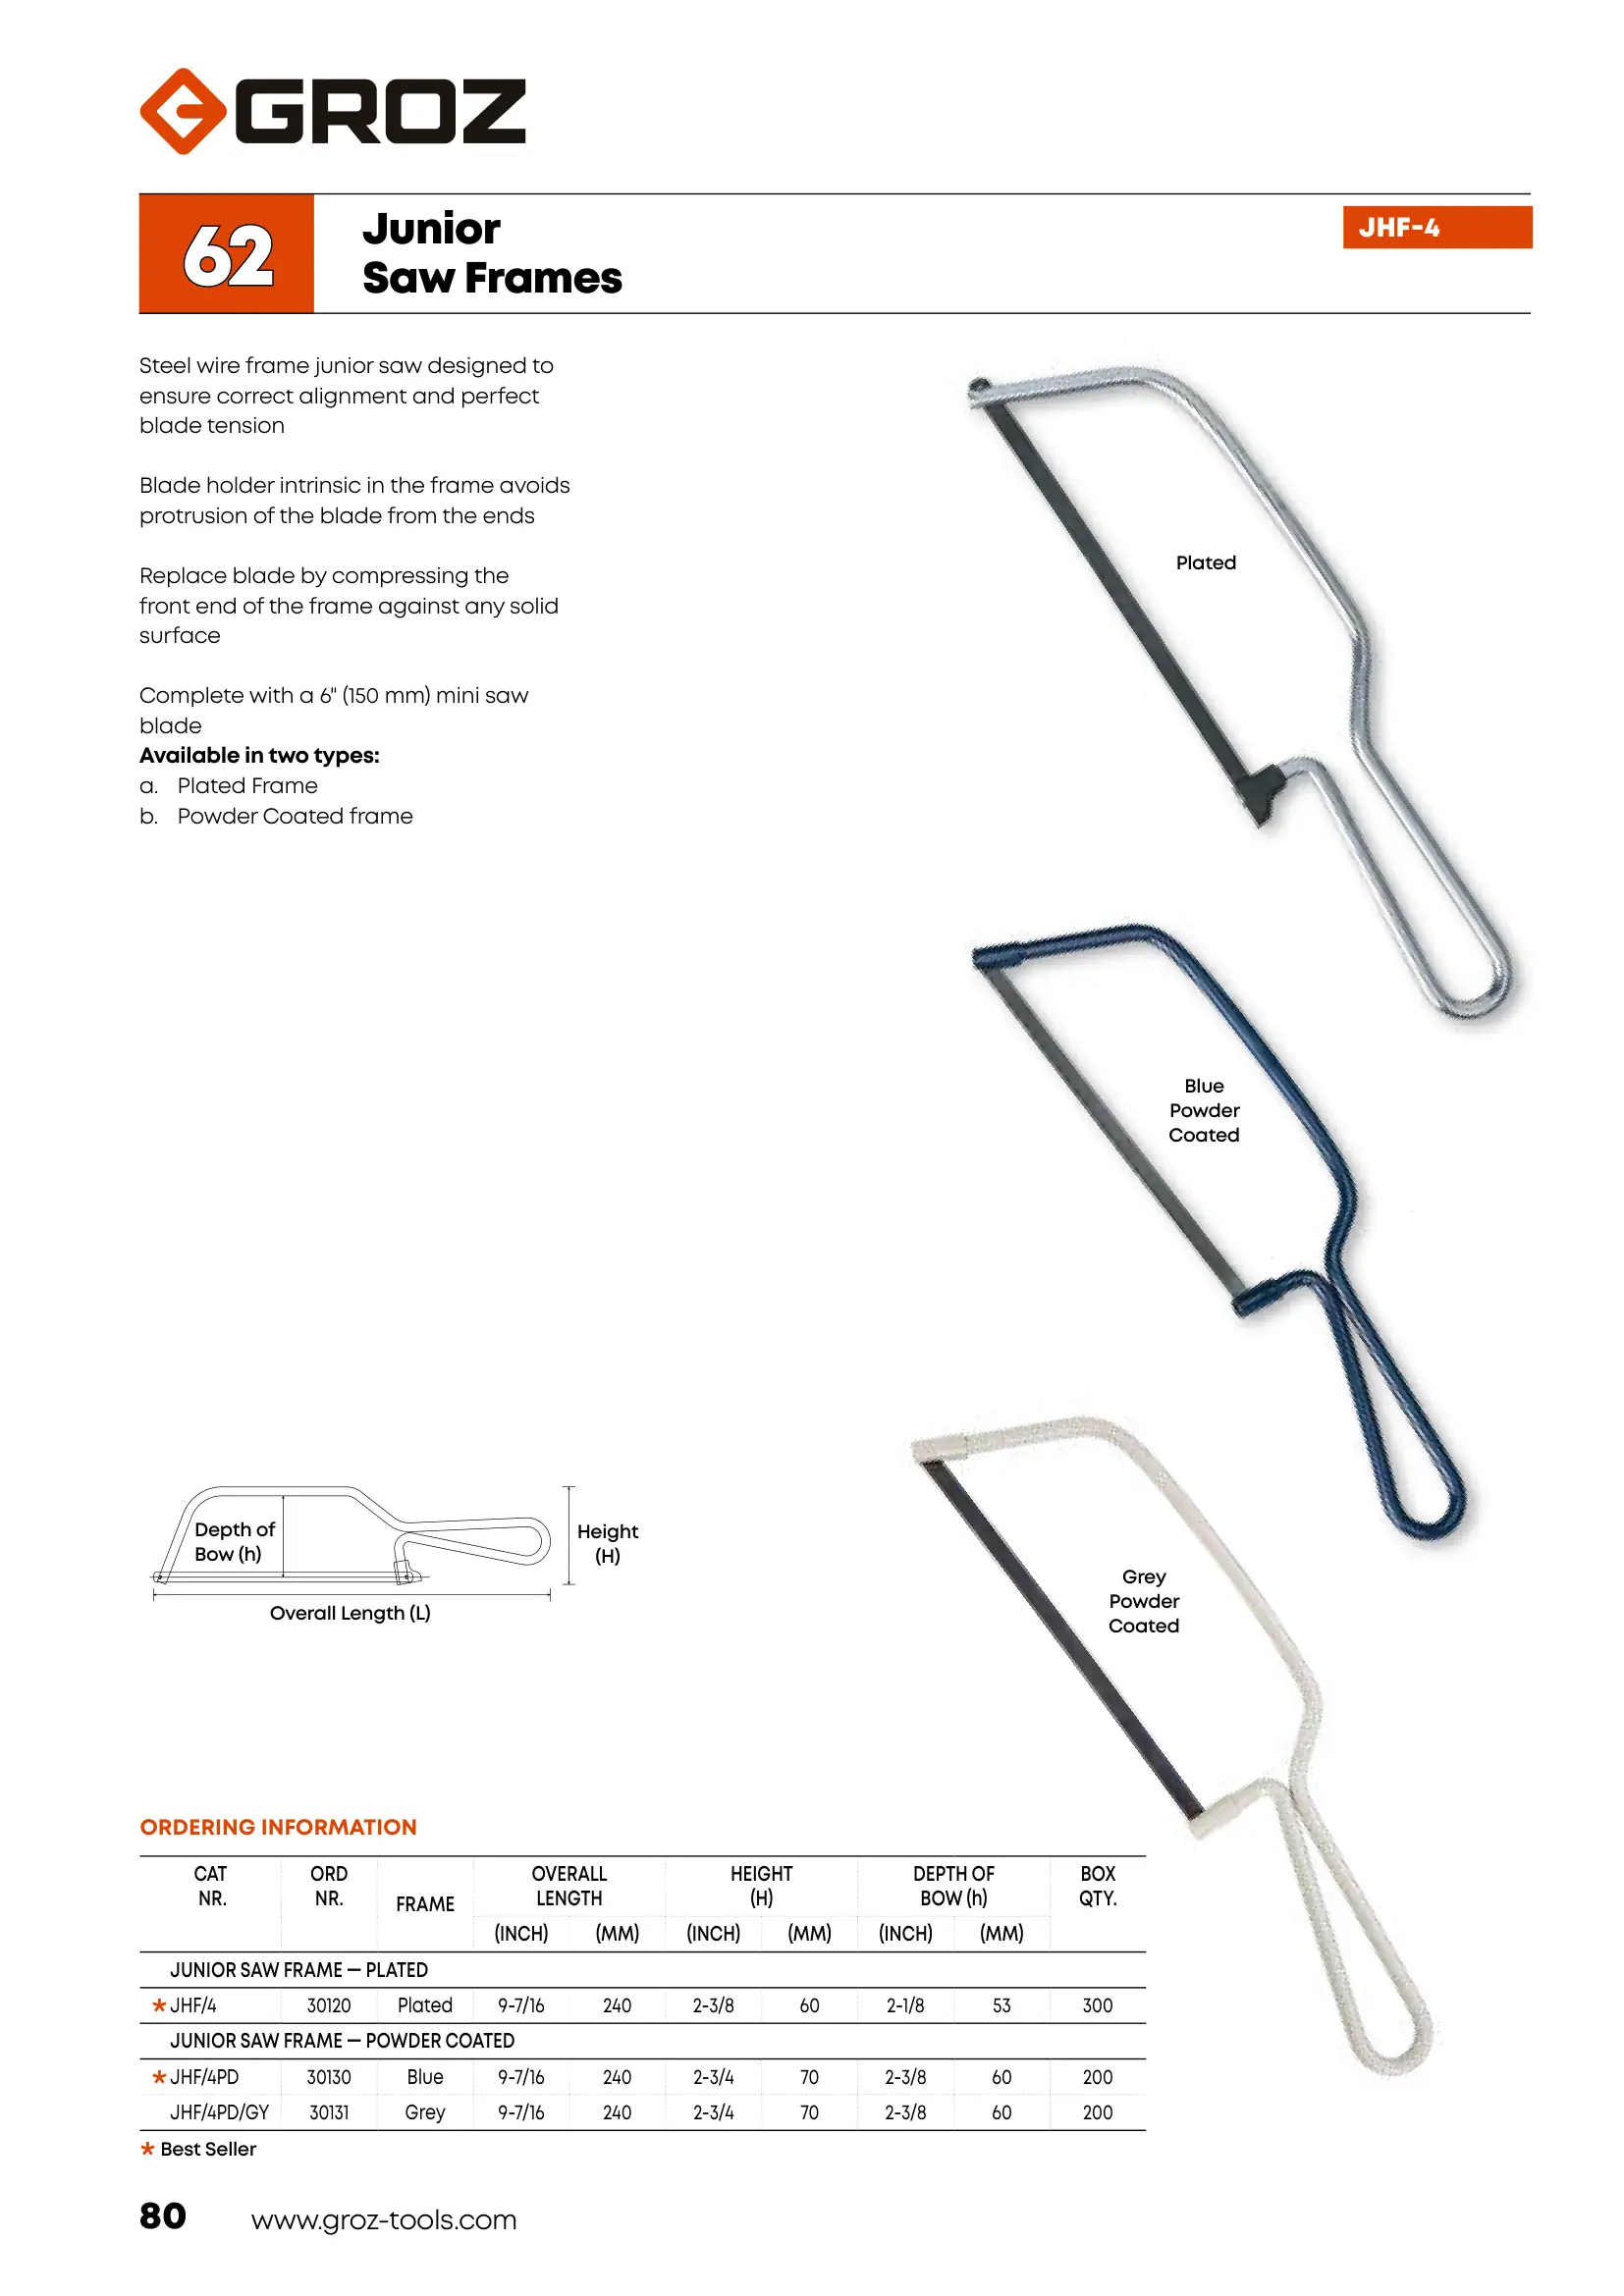 GROZ
62
Junior
Saw Frames
JHF-4
Steel wire frame junior saw designed to
ensure correct alignment and perfect
blade tension
Blade holder intrinsic in the frame avoids
protrusion of the blade from the ends
Replace blade by compressing the
front end of the frame against any solid
surface
Complete with a 6" (150 mm) mini saw
blade
Available in two types:
a. Plated Frame
b. Powder Coated frame
Plated
Blue
Powder
Coated
Grey
Powder
Coated
Depth of
Bow (h)
Height
(H)
Overall Length (L)
ORDERING INFORMATION
CAT NR. ORD NR. FRAME OVERALL LENGTH HEIGHT (H) DEPTH OF BOW (h) BOX QTY.
(INCH) (MM) (INCH) (MM) (INCH) (MM)
JUNIOR SAW FRAME — PLATED
* JHF/4 30120 Plated 9-7/16 240 2-3/8 60 2-1/8 53 300
JUNIOR SAW FRAME — POWDER COATED
* JHF/4PD 30130 Blue 9-7/16 240 2-3/4 70 2-3/8 60 200
JHF/4PD/GY 30131 Grey 9-7/16 240 2-3/4 70 2-3/8 60 200
* Best Seller
80 www.groz-tools.com